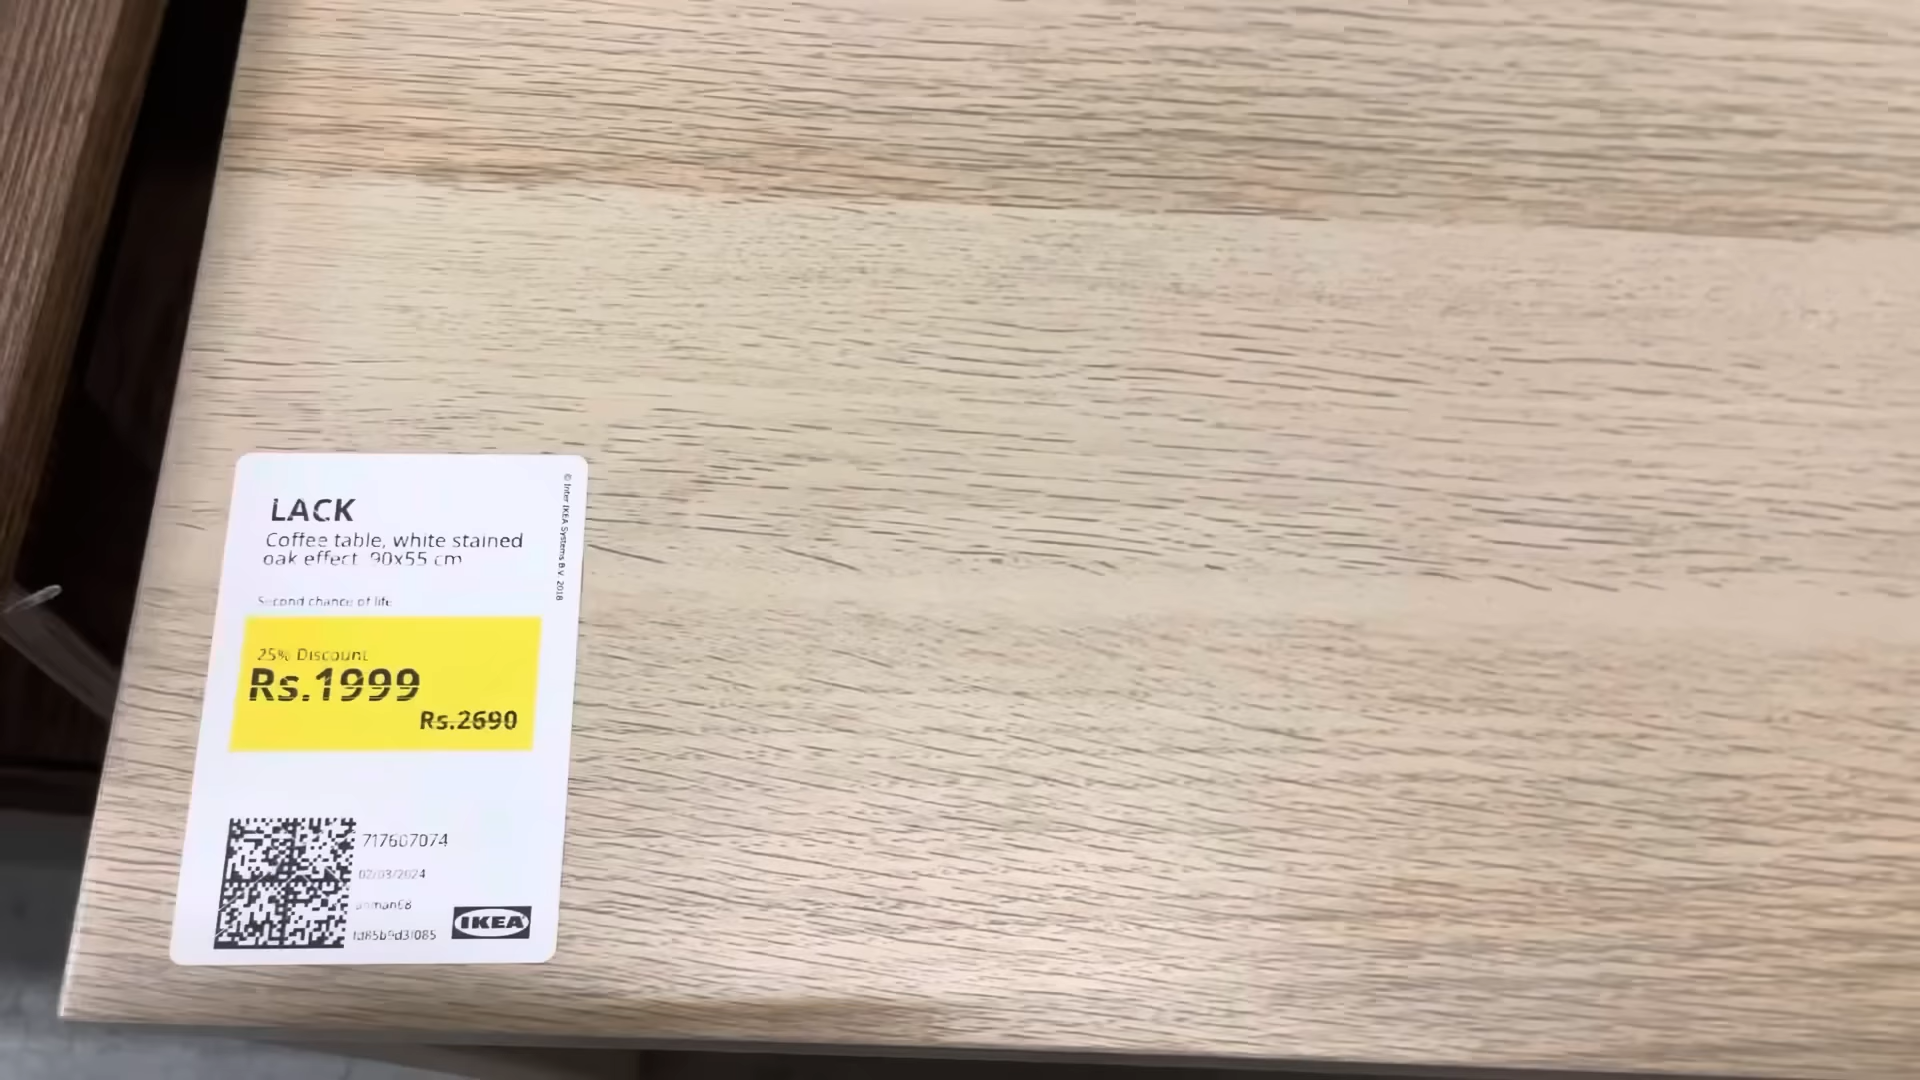 LACK
Coffee table, white stained
oak effect, 90x55 cm
Second chance of life
25% Discount
Rs.1999
Rs.2690
717607074
02/03/2024
IKEA
© Inter IKEA Systems B.V. 2018